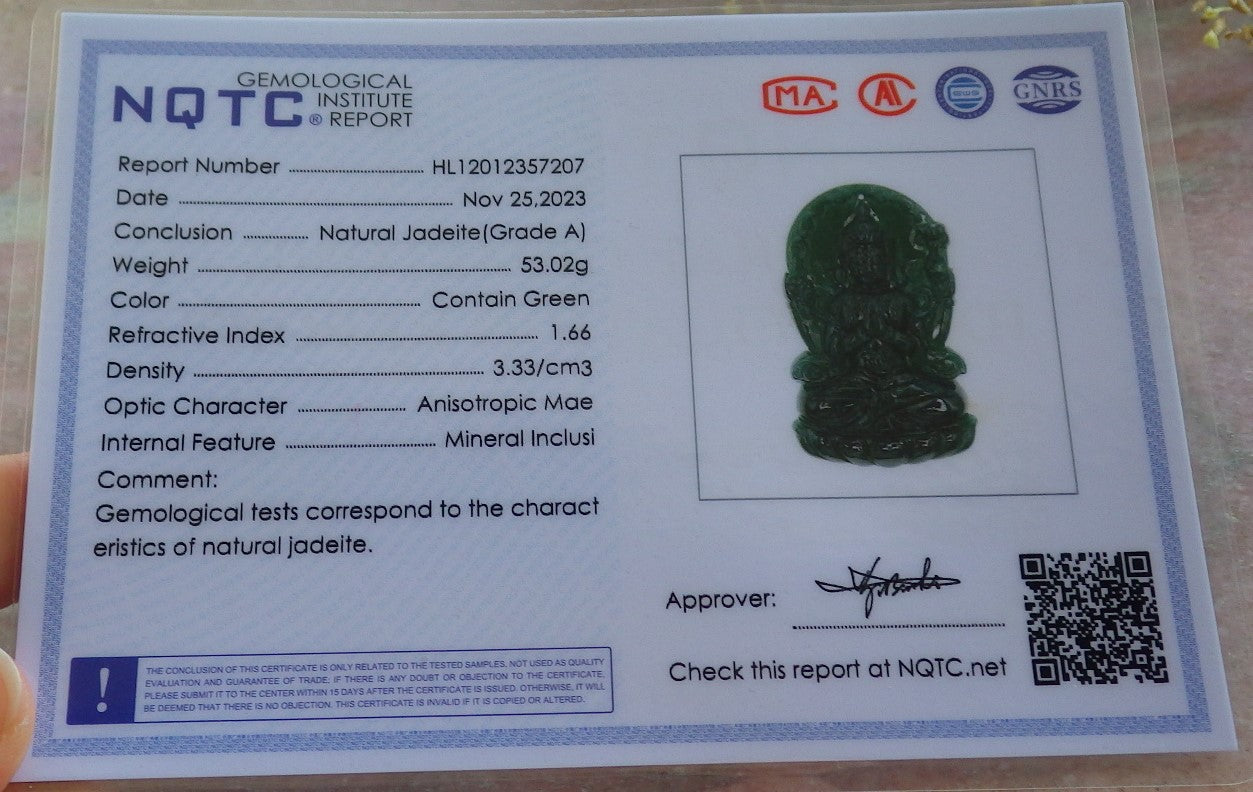 NQTC® GEMOLOGICAL INSTITUTE REPORT
MA
GNRS
Report Number ........ HL12012357207
Date ........ Nov 25,2023
Conclusion ........ Natural Jadeite(Grade A)
Weight ........ 53.02g
Color ........ Contain Green
Refractive Index ........ 1.66
Density ........ 3.33/cm3
Optic Character ........ Anisotropic Mae
Internal Feature ........ Mineral Inclusi
Comment:
Gemological tests correspond to the charact
eristics of natural jadeite.
THE CONCLUSION OF THIS CERTIFICATE IS ONLY RELATED TO THE TESTED SAMPLES. NOT USED AS QUALITY
EVALUATION AND GUARANTEE OF TRADE; IF THERE IS ANY DOUBT OR OBJECTION TO THE CERTIFICATE,
PLEASE SUBMIT IT TO THE CENTER WITHIN 15 DAYS AFTER THE CERTIFICATE IS ISSUED. OTHERWISE, IT WILL
BE DEEMED THAT THERE IS NO OBJECTION. THIS CERTIFICATE IS INVALID IF IT IS COPIED OR ALTERED.
Approver:
Check this report at NQTC.net